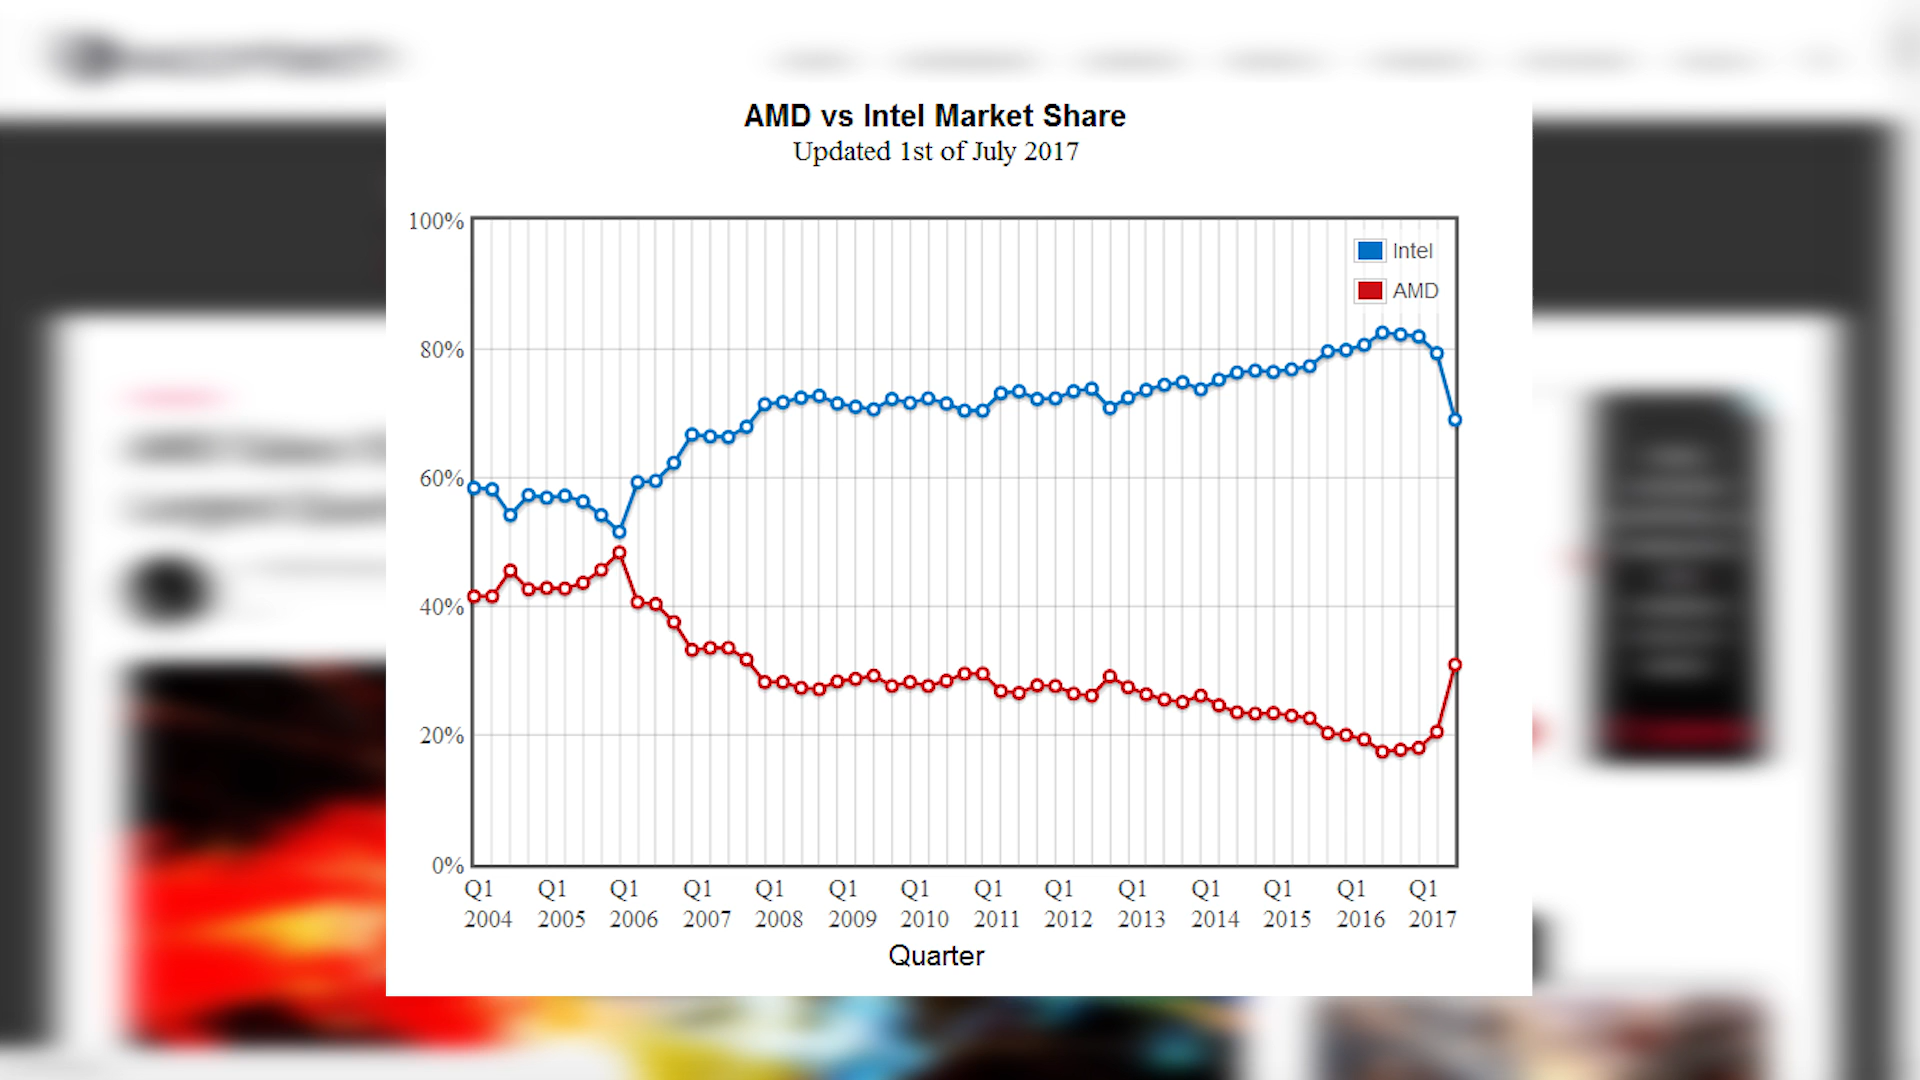 AMD vs Intel Market Share
Updated 1st of July 2017
100%
Intel
AMD
80%
60%
40%
20%
0%
Q1 Q1 Q1 Q1 Q1 Q1 Q1 Q1 Q1 Q1 Q1 Q1 Q1 Q1
2004 2005 2006 2007 2008 2009 2010 2011 2012 2013 2014 2015 2016 2017
Quarter